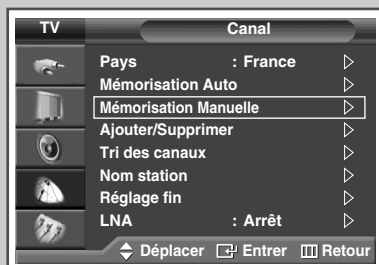 TV Canal
Pays : France
Mémorisation Auto
Mémorisation Manuelle
Ajouter/Supprimer
Tri des canaux
Nom station
Réglage fin
LNA : Arrêt
Déplacer Entrer Retour